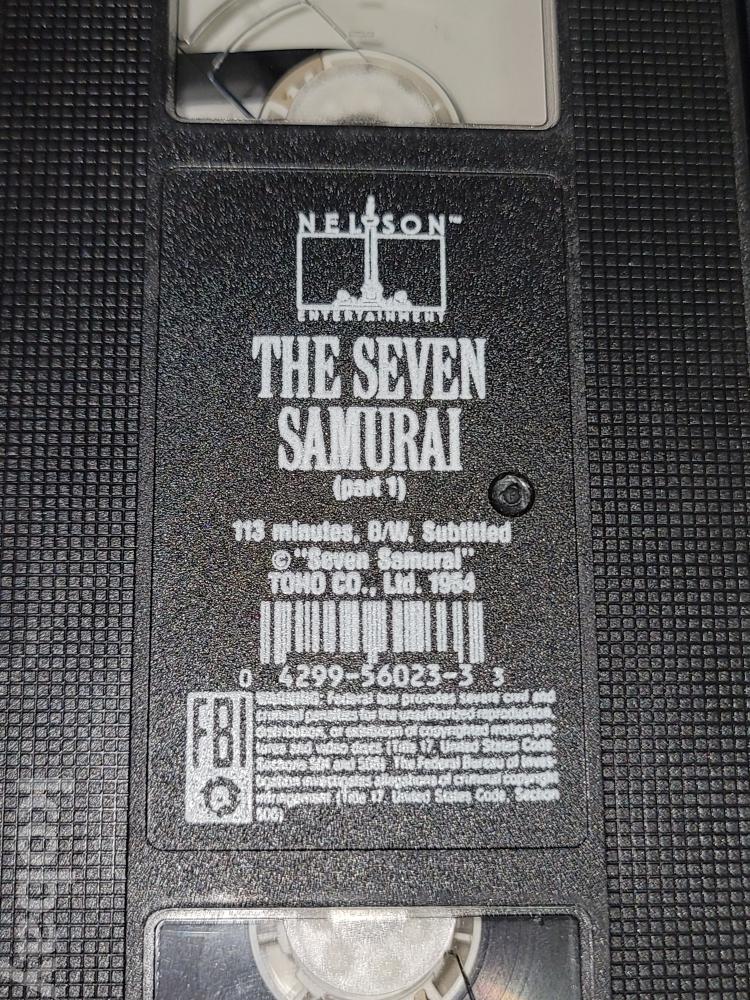 NELSON™
ENTERTAINMENT
THE SEVEN
SAMURAI
(part 1)
113 minutes, B/W, Subtitled
© "Seven Samurai"
TOHO CO., Ltd. 1954
0 4299-56023-3 3
FBI
WARNING: Federal law provides severe civil and
criminal penalties for the unauthorized reproduction,
distribution, or exhibition of copyrighted motion pic-
tures and video discs (Title 17, United States Code,
Sections 501 and 506). The Federal Bureau of Inves-
tigation investigates allegations of criminal copyright
infringement (Title 17, United States Code, Section
506)